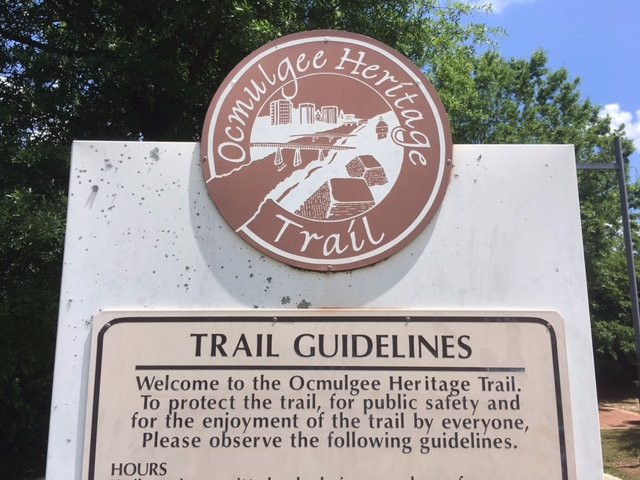 Ocmulgee Heritage
Trail
TRAIL GUIDELINES
Welcome to the Ocmulgee Heritage Trail.
To protect the trail, for public safety and
for the enjoyment of the trail by everyone,
Please observe the following guidelines.
HOURS